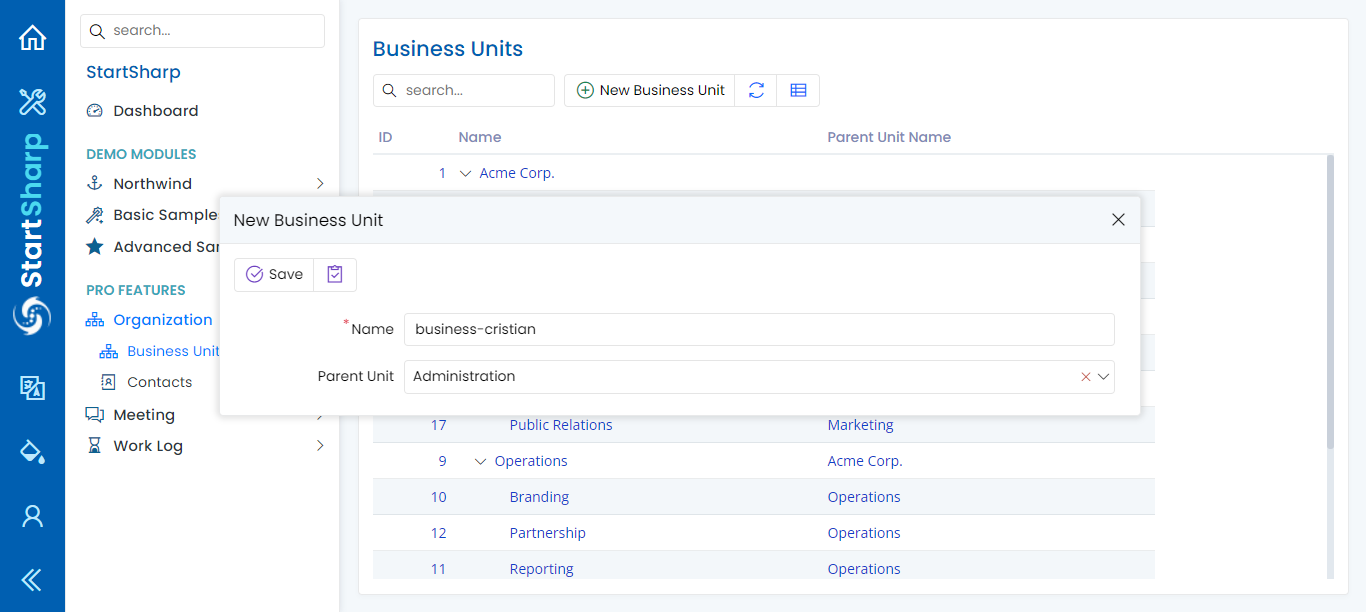 StartSharp
search...
StartSharp
Dashboard
DEMO MODULES
Northwind
Basic Sample
Advanced Sa
PRO FEATURES
Organization
Business Unit
Contacts
Meeting
Work Log
Business Units
search...
New Business Unit
ID Name Parent Unit Name
1 Acme Corp.
New Business Unit
Save
*Name business-cristian
Parent Unit Administration
17 Public Relations Marketing
9 Operations Acme Corp.
10 Branding Operations
12 Partnership Operations
11 Reporting Operations